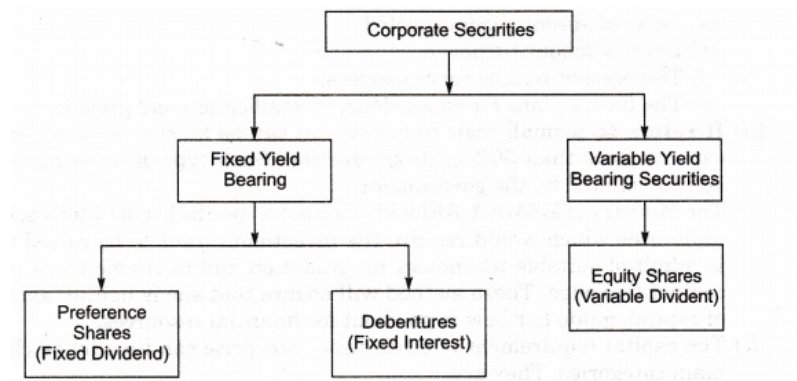 Corporate Securities
Fixed Yield
Bearing
Variable Yield
Bearing Securities
Preference
Shares
(Fixed Dividend)
Debentures
(Fixed Interest)
Equity Shares
(Variable Divident)